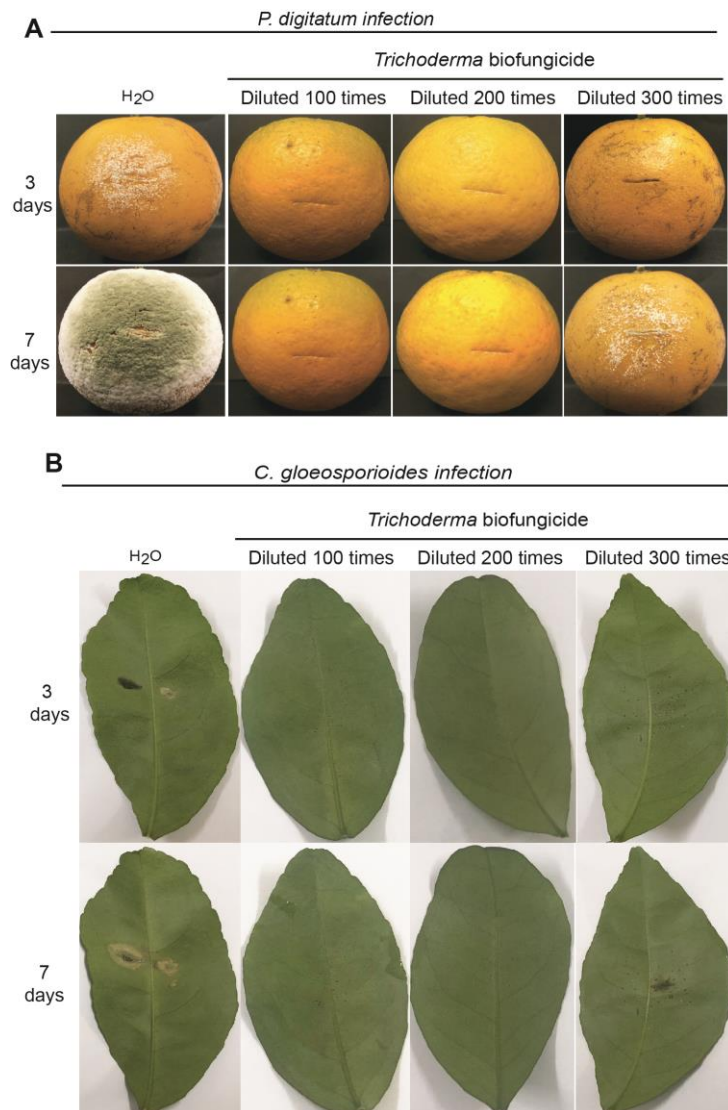 A
P. digitatum infection
Trichoderma biofungicide
H2O
Diluted 100 times
Diluted 200 times
Diluted 300 times
3
days
7
days
B
C. gloeosporioides infection
Trichoderma biofungicide
H2O
Diluted 100 times
Diluted 200 times
Diluted 300 times
3
days
7
days